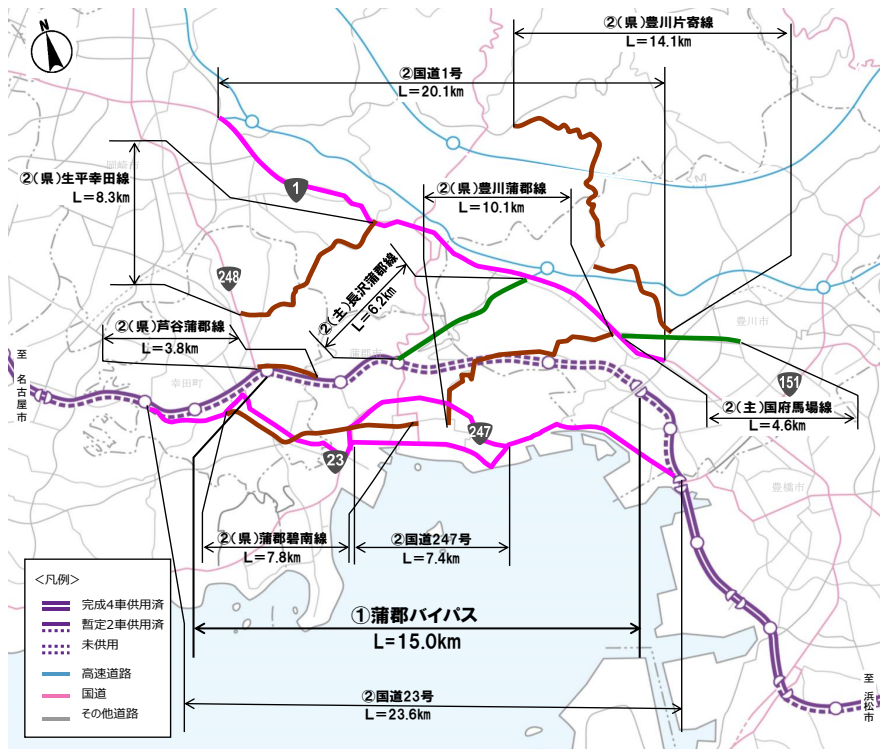 N
②(県)豊川片寄線
L=14.1km
②国道1号
L=20.1km
岡崎市
②(県)生平幸田線
L=8.3km
1
②(県)豊川蒲郡線
L=10.1km
248
②(主)長沢蒲郡線
L=6.2km
②(県)芦谷蒲郡線
L=3.8km
豊川市
蒲郡市
至 名古屋市
幸田町
151
②(主)国府馬場線
L=4.6km
247
23
豊橋市
②(県)蒲郡碧南線
L=7.8km
②国道247号
L=7.4km
①蒲郡バイパス
L=15.0km
②国道23号
L=23.6km
至 浜松市
<凡例>
完成4車供用済
暫定2車供用済
未供用
高速道路
国道
その他道路